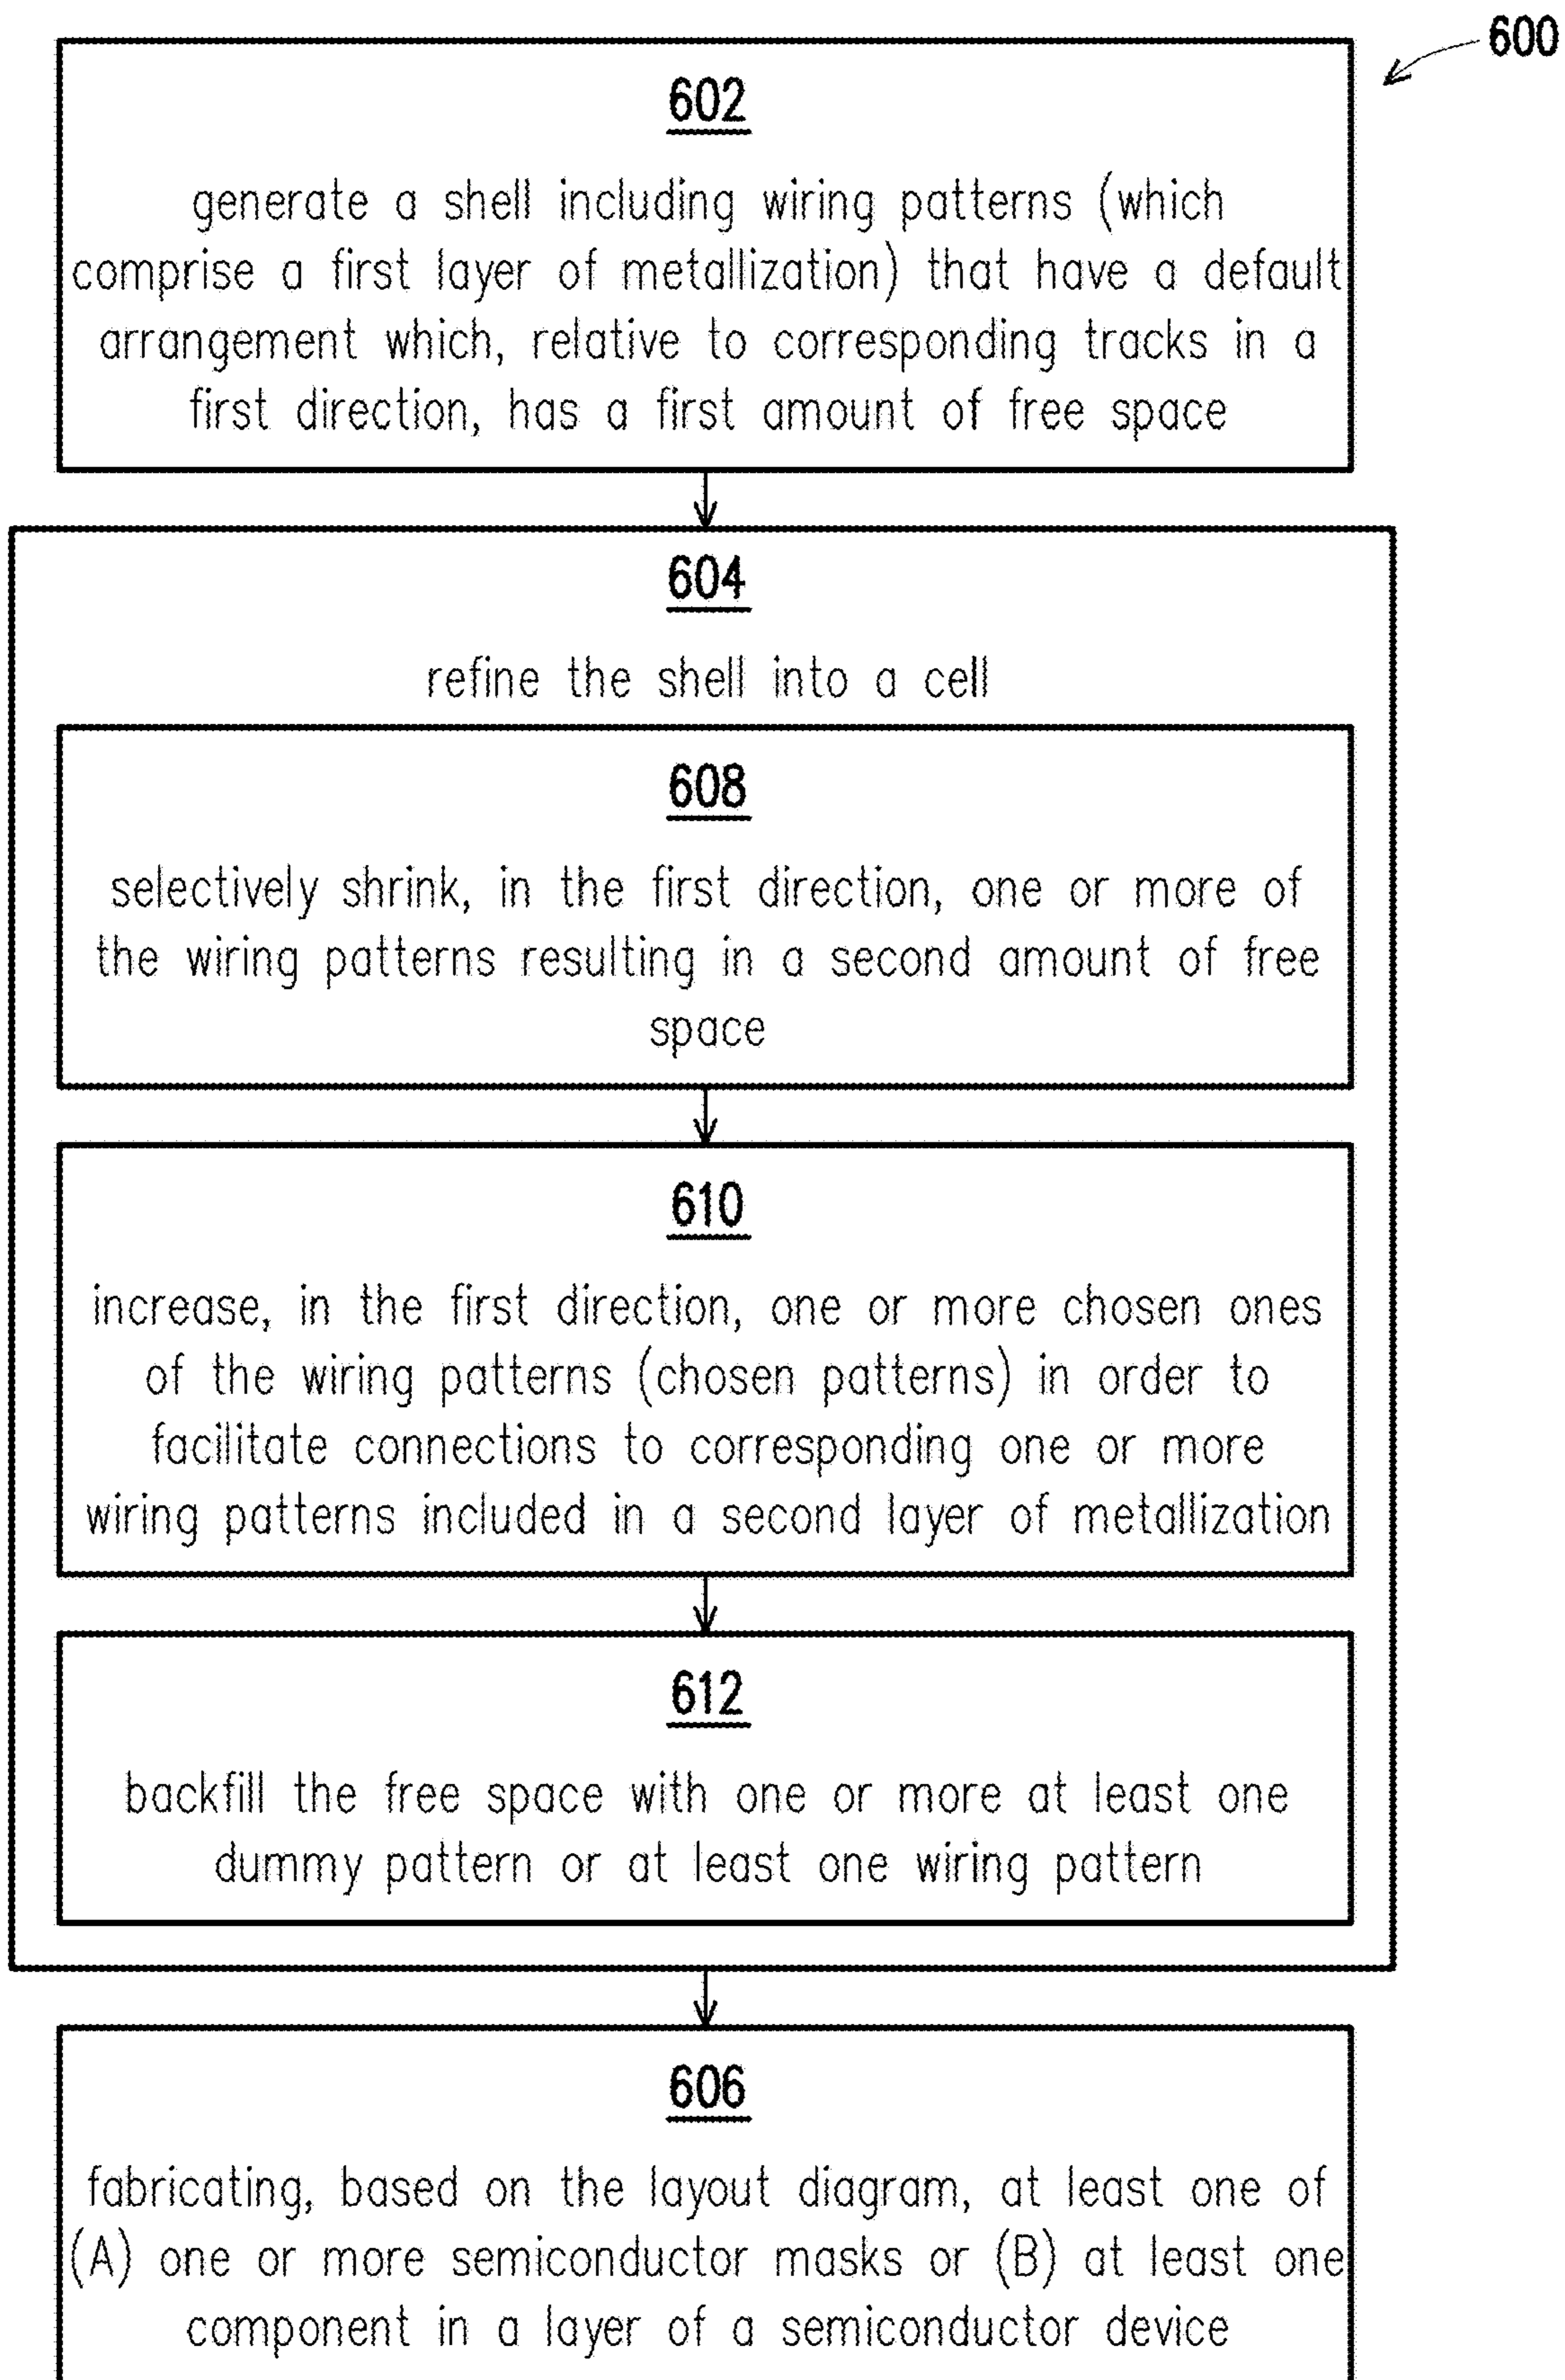 600
602
generate a shell including wiring patterns (which
comprise a first layer of metallization) that have a default
arrangement which, relative to corresponding tracks in a
first direction, has a first amount of free space
604
refine the shell into a cell
608
selectively shrink, in the first direction, one or more of
the wiring patterns resulting in a second amount of free
space
610
increase, in the first direction, one or more chosen ones
of the wiring patterns (chosen patterns) in order to
facilitate connections to corresponding one or more
wiring patterns included in a second layer of metallization
612
backfill the free space with one or more at least one
dummy pattern or at least one wiring pattern
606
fabricating, based on the layout diagram, at least one of
(A) one or more semiconductor masks or (B) at least one
component in a layer of a semiconductor device